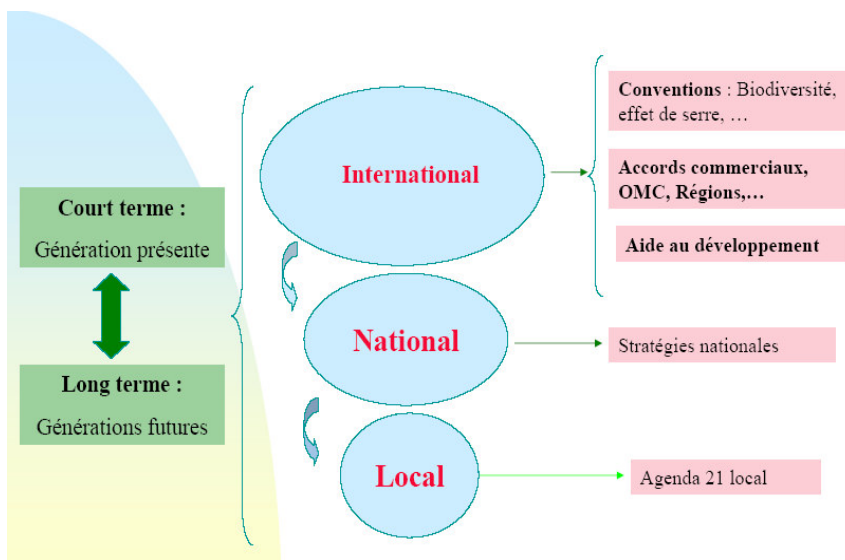 Court terme :
Génération présente
Long terme :
Générations futures
International
National
Local
Conventions : Biodiversité,
effet de serre, …
Accords commerciaux,
OMC, Régions,…
Aide au développement
Stratégies nationales
Agenda 21 local